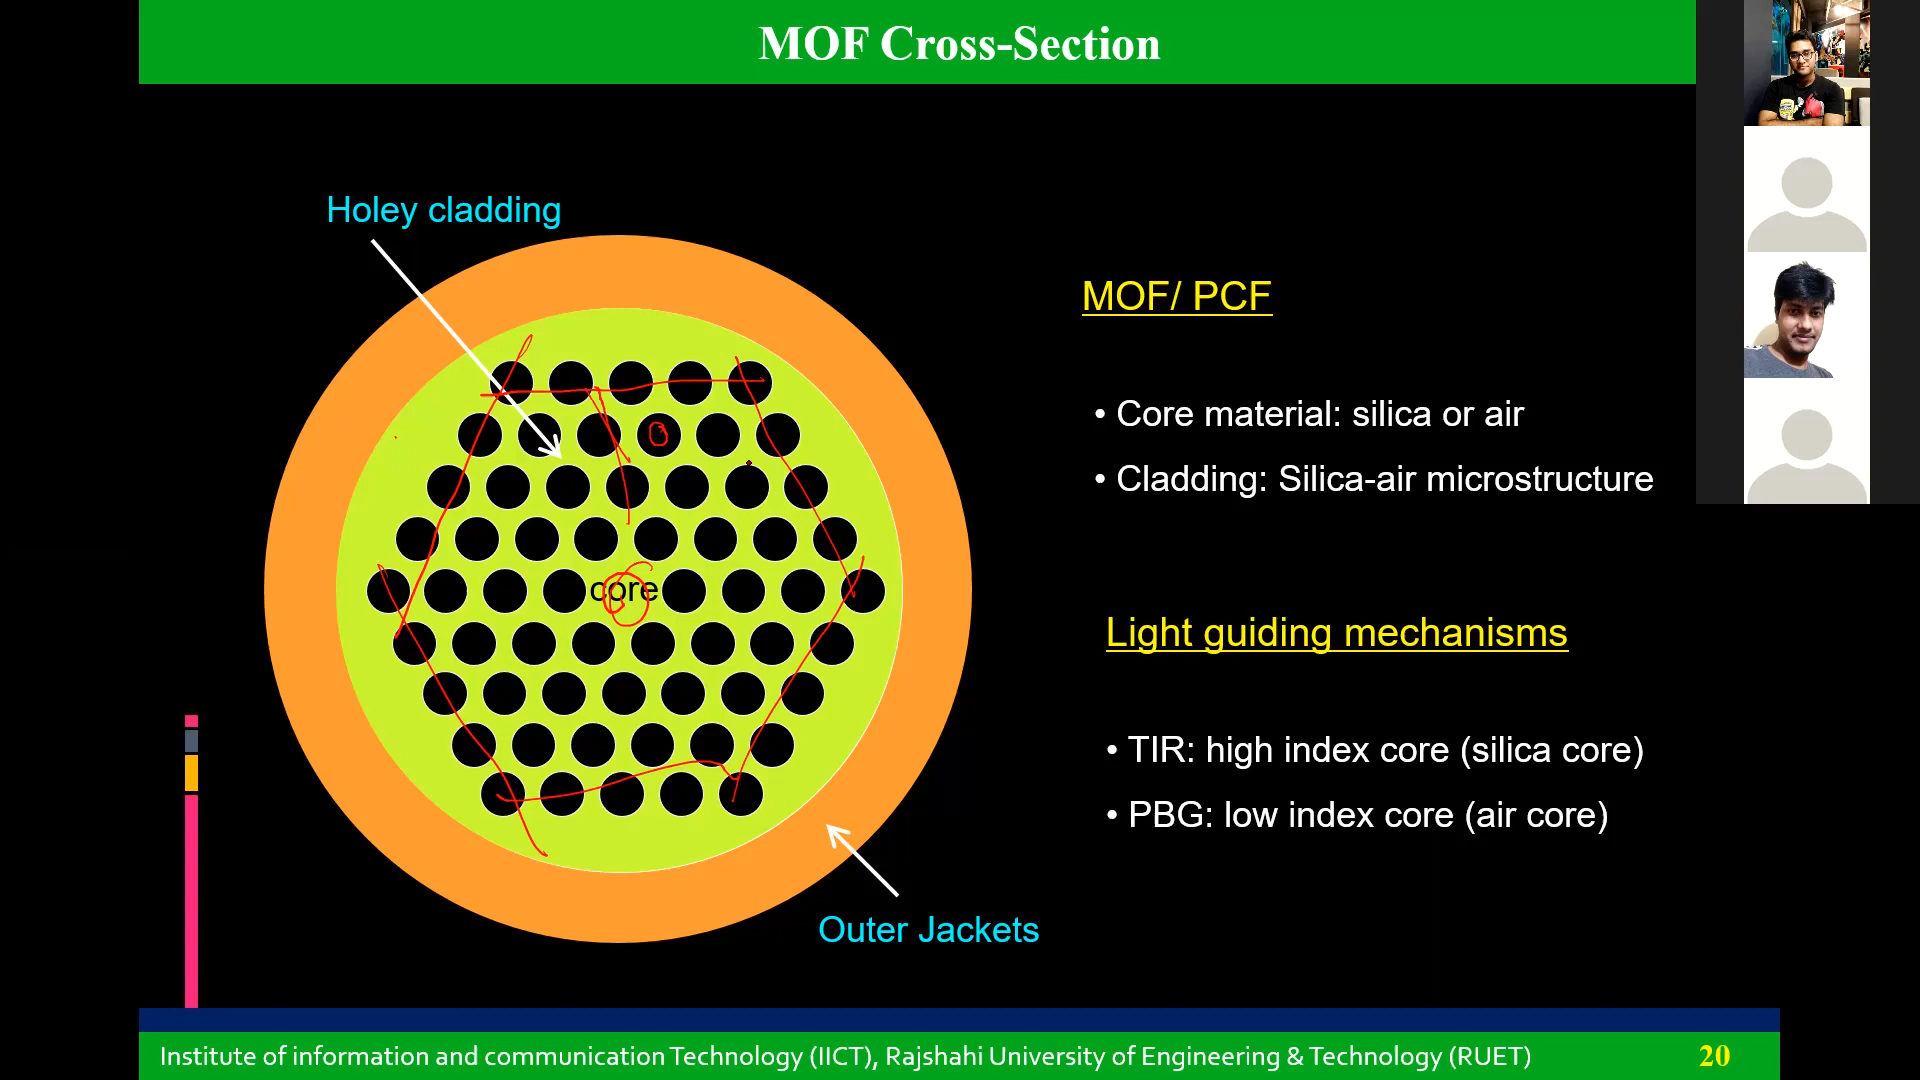 MOF Cross-Section
Holey cladding
MOF/ PCF
• Core material: silica or air
• Cladding: Silica-air microstructure
core
Light guiding mechanisms
• TIR: high index core (silica core)
• PBG: low index core (air core)
Outer Jackets
Institute of information and communication Technology (IICT), Rajshahi University of Engineering & Technology (RUET)
20